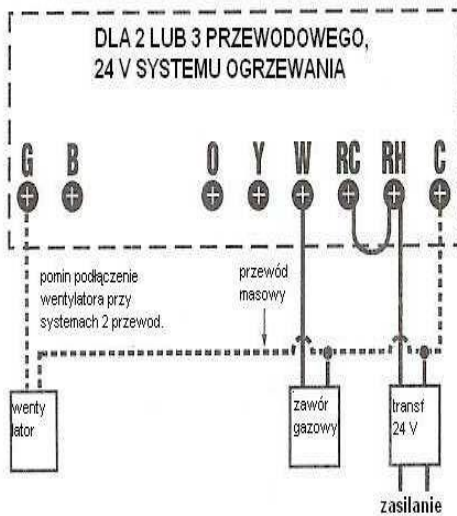 DLA 2 LUB 3 PRZEWODOWEGO,
24 V SYSTEMU OGRZEWANIA
G B O Y W RC RH C
pomin podłączenie
wentylatora przy
systemach 2 przewod.
przewód
masowy
wenty
lator
zawór
gazowy
transf
24 V
zasilanie